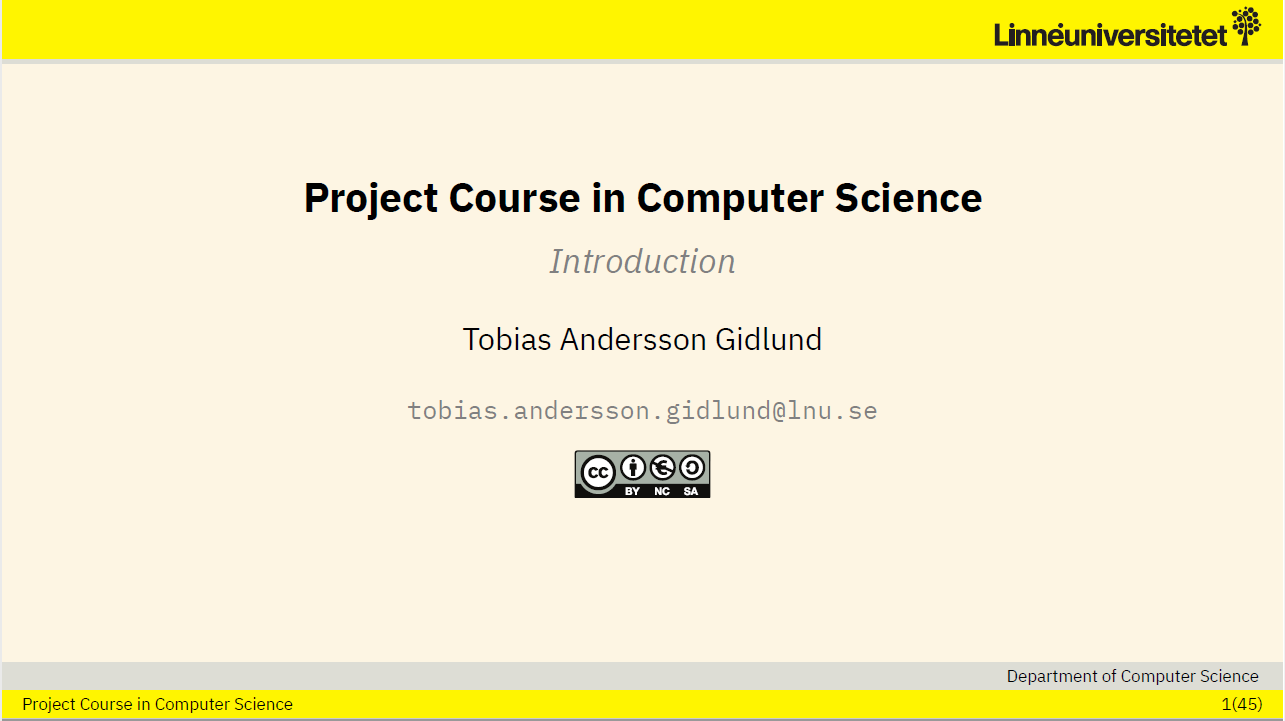 Linnéuniversitetet
Project Course in Computer Science
Introduction
Tobias Andersson Gidlund
tobias.andersson.gidlund@lnu.se
cc
BY NC SA
Department of Computer Science
Project Course in Computer Science
1(45)